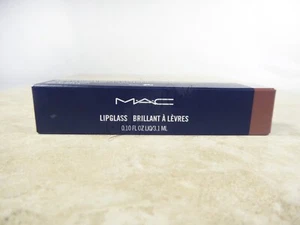 MAC
LIPGLASS BRILLANT À LÈVRES
0.10 FL OZ LIQ/3.1 ML